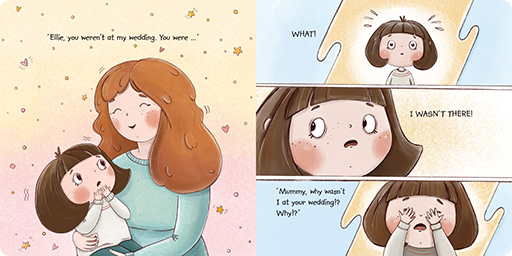 "Ellie, you weren't at my wedding. You were ..."
WHAT!
I WASN'T THERE!
"Mummy, why wasn't
I at your wedding!?
Why!?"